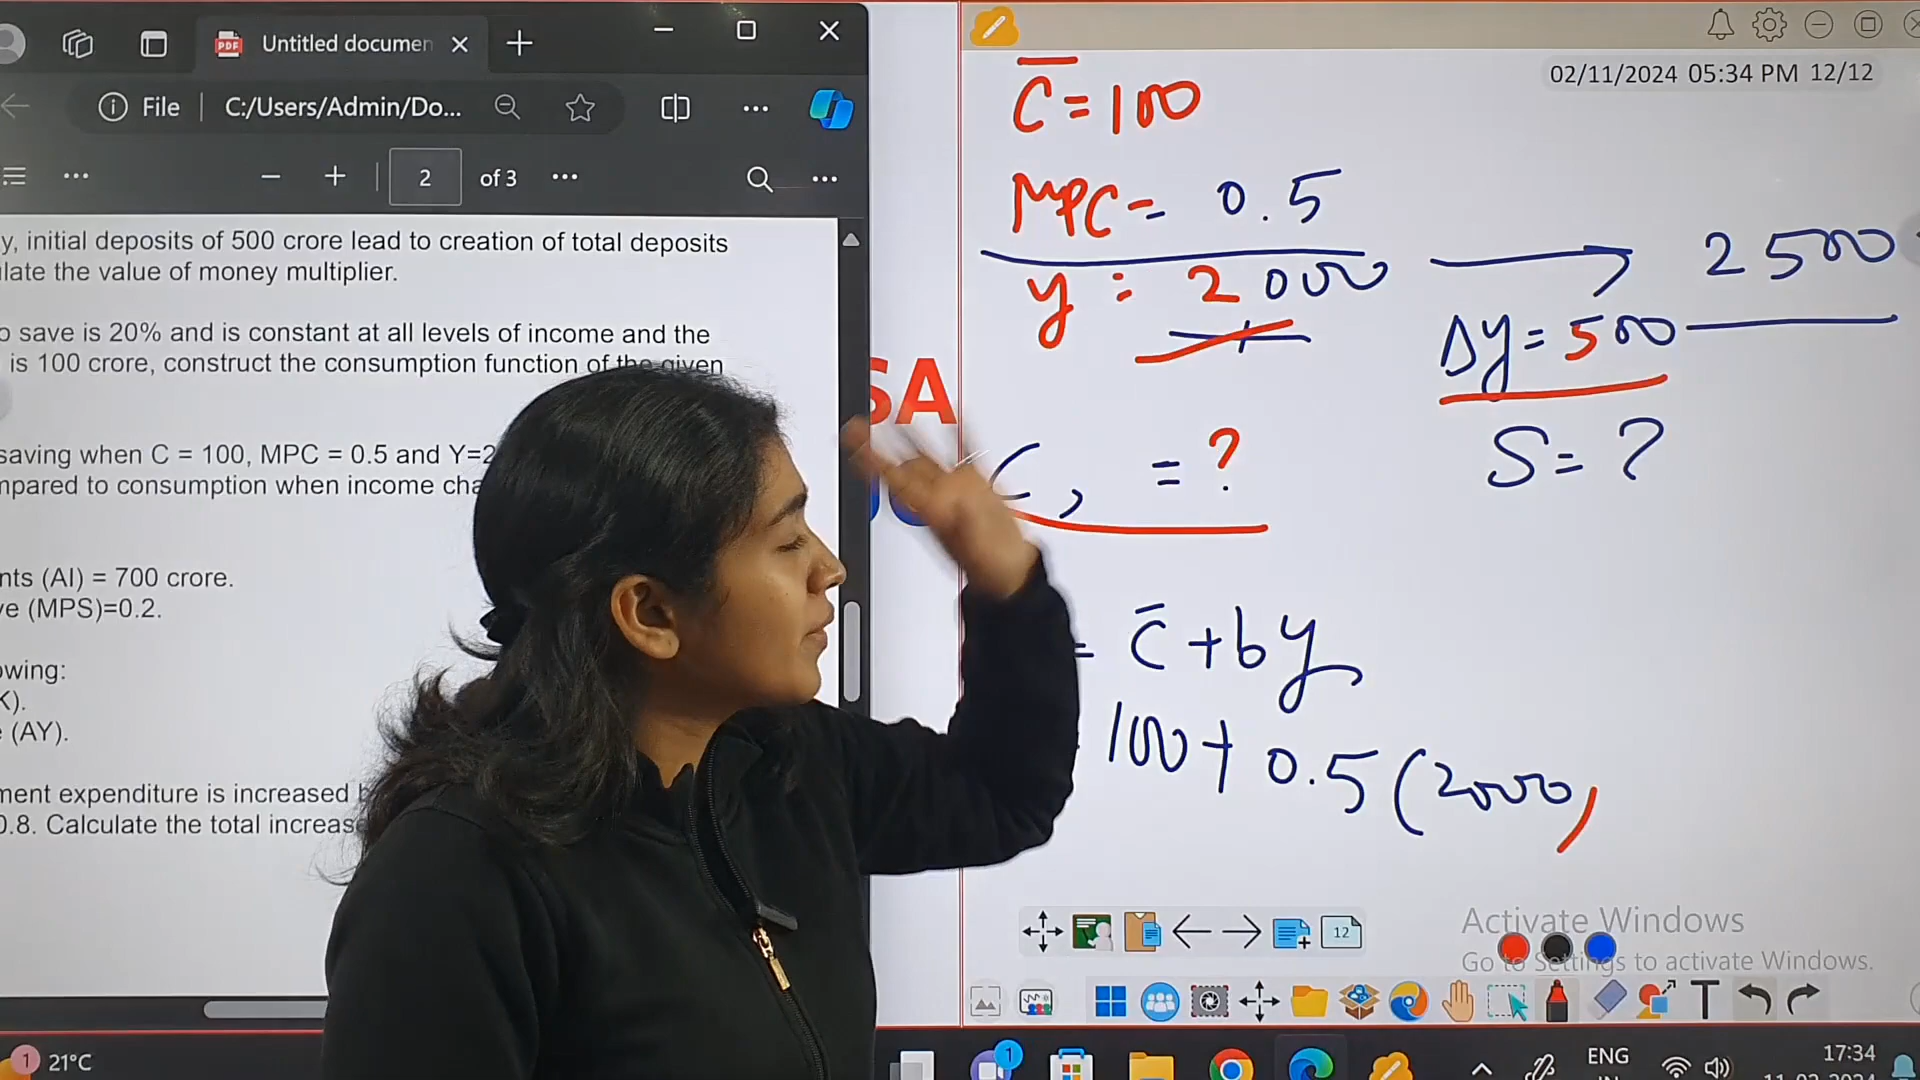 Untitled documen
File
C:/Users/Admin/Do...
2 of 3
y, initial deposits of 500 crore lead to creation of total deposits
late the value of money multiplier.
o save is 20% and is constant at all levels of income and the
is 100 crore, construct the consumption function of the given
saving when C = 100, MPC = 0.5 and Y=2
mpared to consumption when income cha
nts (AI) = 700 crore.
ve (MPS)=0.2.
owing:
K).
(AY).
ment expenditure is increased
0.8. Calculate the total increas
SA
02/11/2024 05:34 PM 12/12
C̅ = 100
MPC = 0.5
y : 2000 → 2500
Δy = 500
C, = ?
S = ?
= c̅ + by
100 + 0.5 (2000,
12
Activate Windows
Go to Settings to activate Windows.
1 21°C
1
ENG
17:34